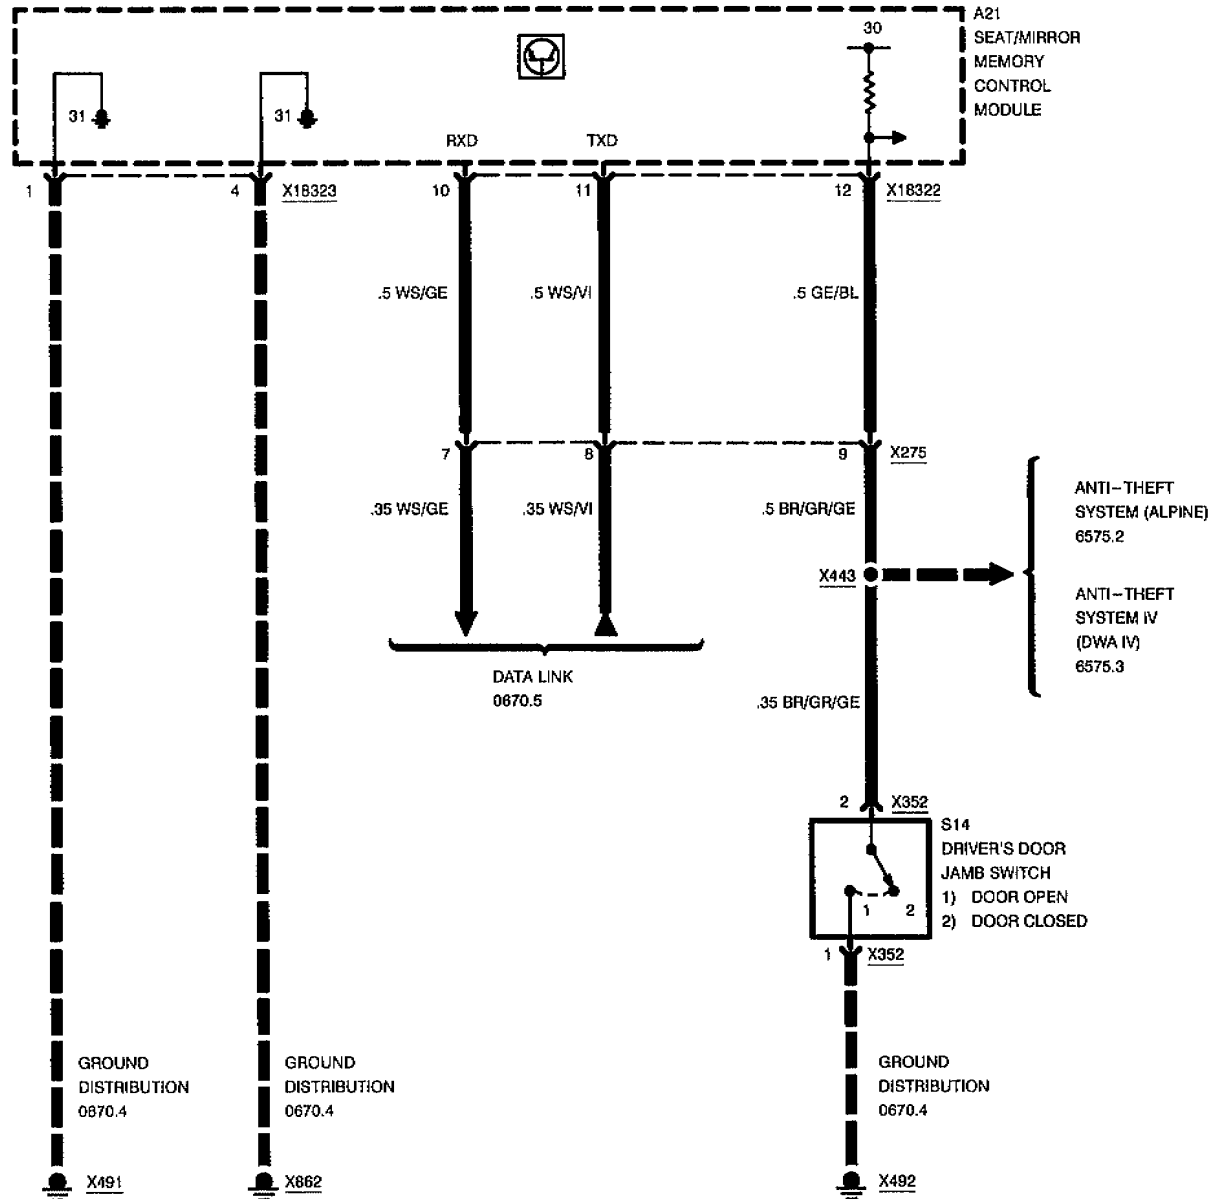 A21
SEAT/MIRROR
MEMORY
CONTROL
MODULE
30
31
31
RXD
TXD
1
4
X18323
10
11
12
X18322
.5 WS/GE
.5 WS/VI
.5 GE/BL
7
8
9
X275
.35 WS/GE
.35 WS/VI
.5 BR/GR/GE
ANTI-THEFT
SYSTEM (ALPINE)
6575.2
X443
ANTI-THEFT
SYSTEM IV
(DWA IV)
6575.3
DATA LINK
0670.5
.35 BR/GR/GE
2
X352
S14
DRIVER'S DOOR
JAMB SWITCH
1) DOOR OPEN
2) DOOR CLOSED
1
2
1
X352
GROUND
DISTRIBUTION
0670.4
GROUND
DISTRIBUTION
0670.4
GROUND
DISTRIBUTION
0670.4
X491
X862
X492